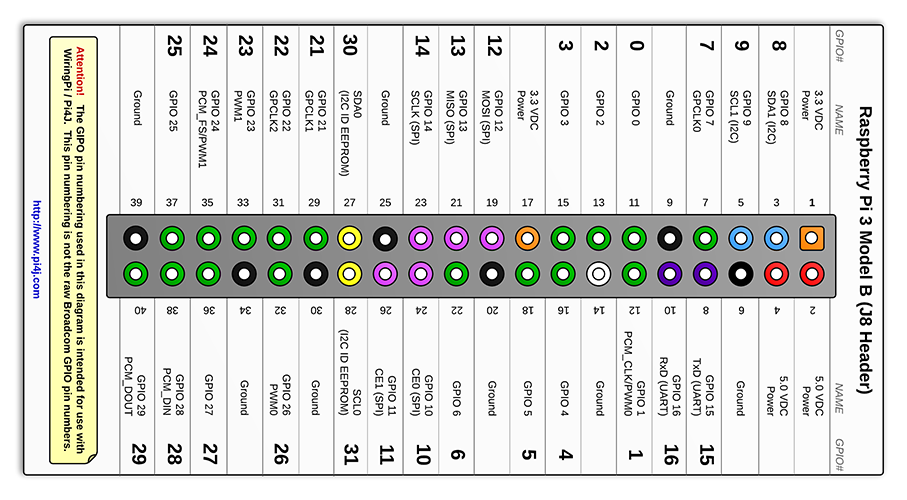 Raspberry Pi 3 Model B (J8 Header)
GPIO# NAME NAME GPIO#
3.3 VDC
Power
1
2
5.0 VDC
Power
8
GPIO 8
SDA1 (I2C)
3
4
5.0 VDC
Power
9
GPIO 9
SCL1 (I2C)
5
6
Ground
7
GPIO 7
GPCLK0
7
8
GPIO 15
TxD (UART)
15
Ground
9
10
GPIO 16
RxD (UART)
16
0
GPIO 0
11
12
GPIO 1
PCM_CLK/PWM0
1
2
GPIO 2
13
14
Ground
3
GPIO 3
15
16
GPIO 4
4
3.3 VDC
Power
17
18
GPIO 5
5
12
GPIO 12
MOSI (SPI)
19
20
Ground
13
GPIO 13
MISO (SPI)
21
22
GPIO 6
6
14
GPIO 14
SCLK (SPI)
23
24
GPIO 10
CE0 (SPI)
10
Ground
25
26
GPIO 11
CE1 (SPI)
11
30
SDA0
(I2C ID EEPROM)
27
28
SCL0
(I2C ID EEPROM)
31
21
GPIO 21
GPCLK1
29
30
Ground
22
GPIO 22
GPCLK2
31
32
GPIO 26
PWM0
26
23
GPIO 23
PWM1
33
34
Ground
24
GPIO 24
PCM_FS/PWM1
35
36
GPIO 27
27
25
GPIO 25
37
38
GPIO 28
PCM_DIN
28
Ground
39
40
GPIO 29
PCM_DOUT
29
Attention! The GIPO pin numbering used in this diagram is intended for use with
WiringPi / Pi4J. This pin numbering is not the raw Broadcom GPIO pin numbers.
http://www.pi4j.com